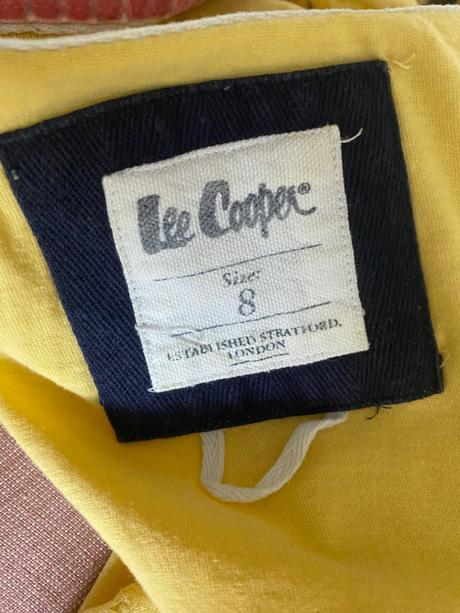 Lee Cooper®
Size:
8
ESTABLISHED STRATFORD.
LONDON